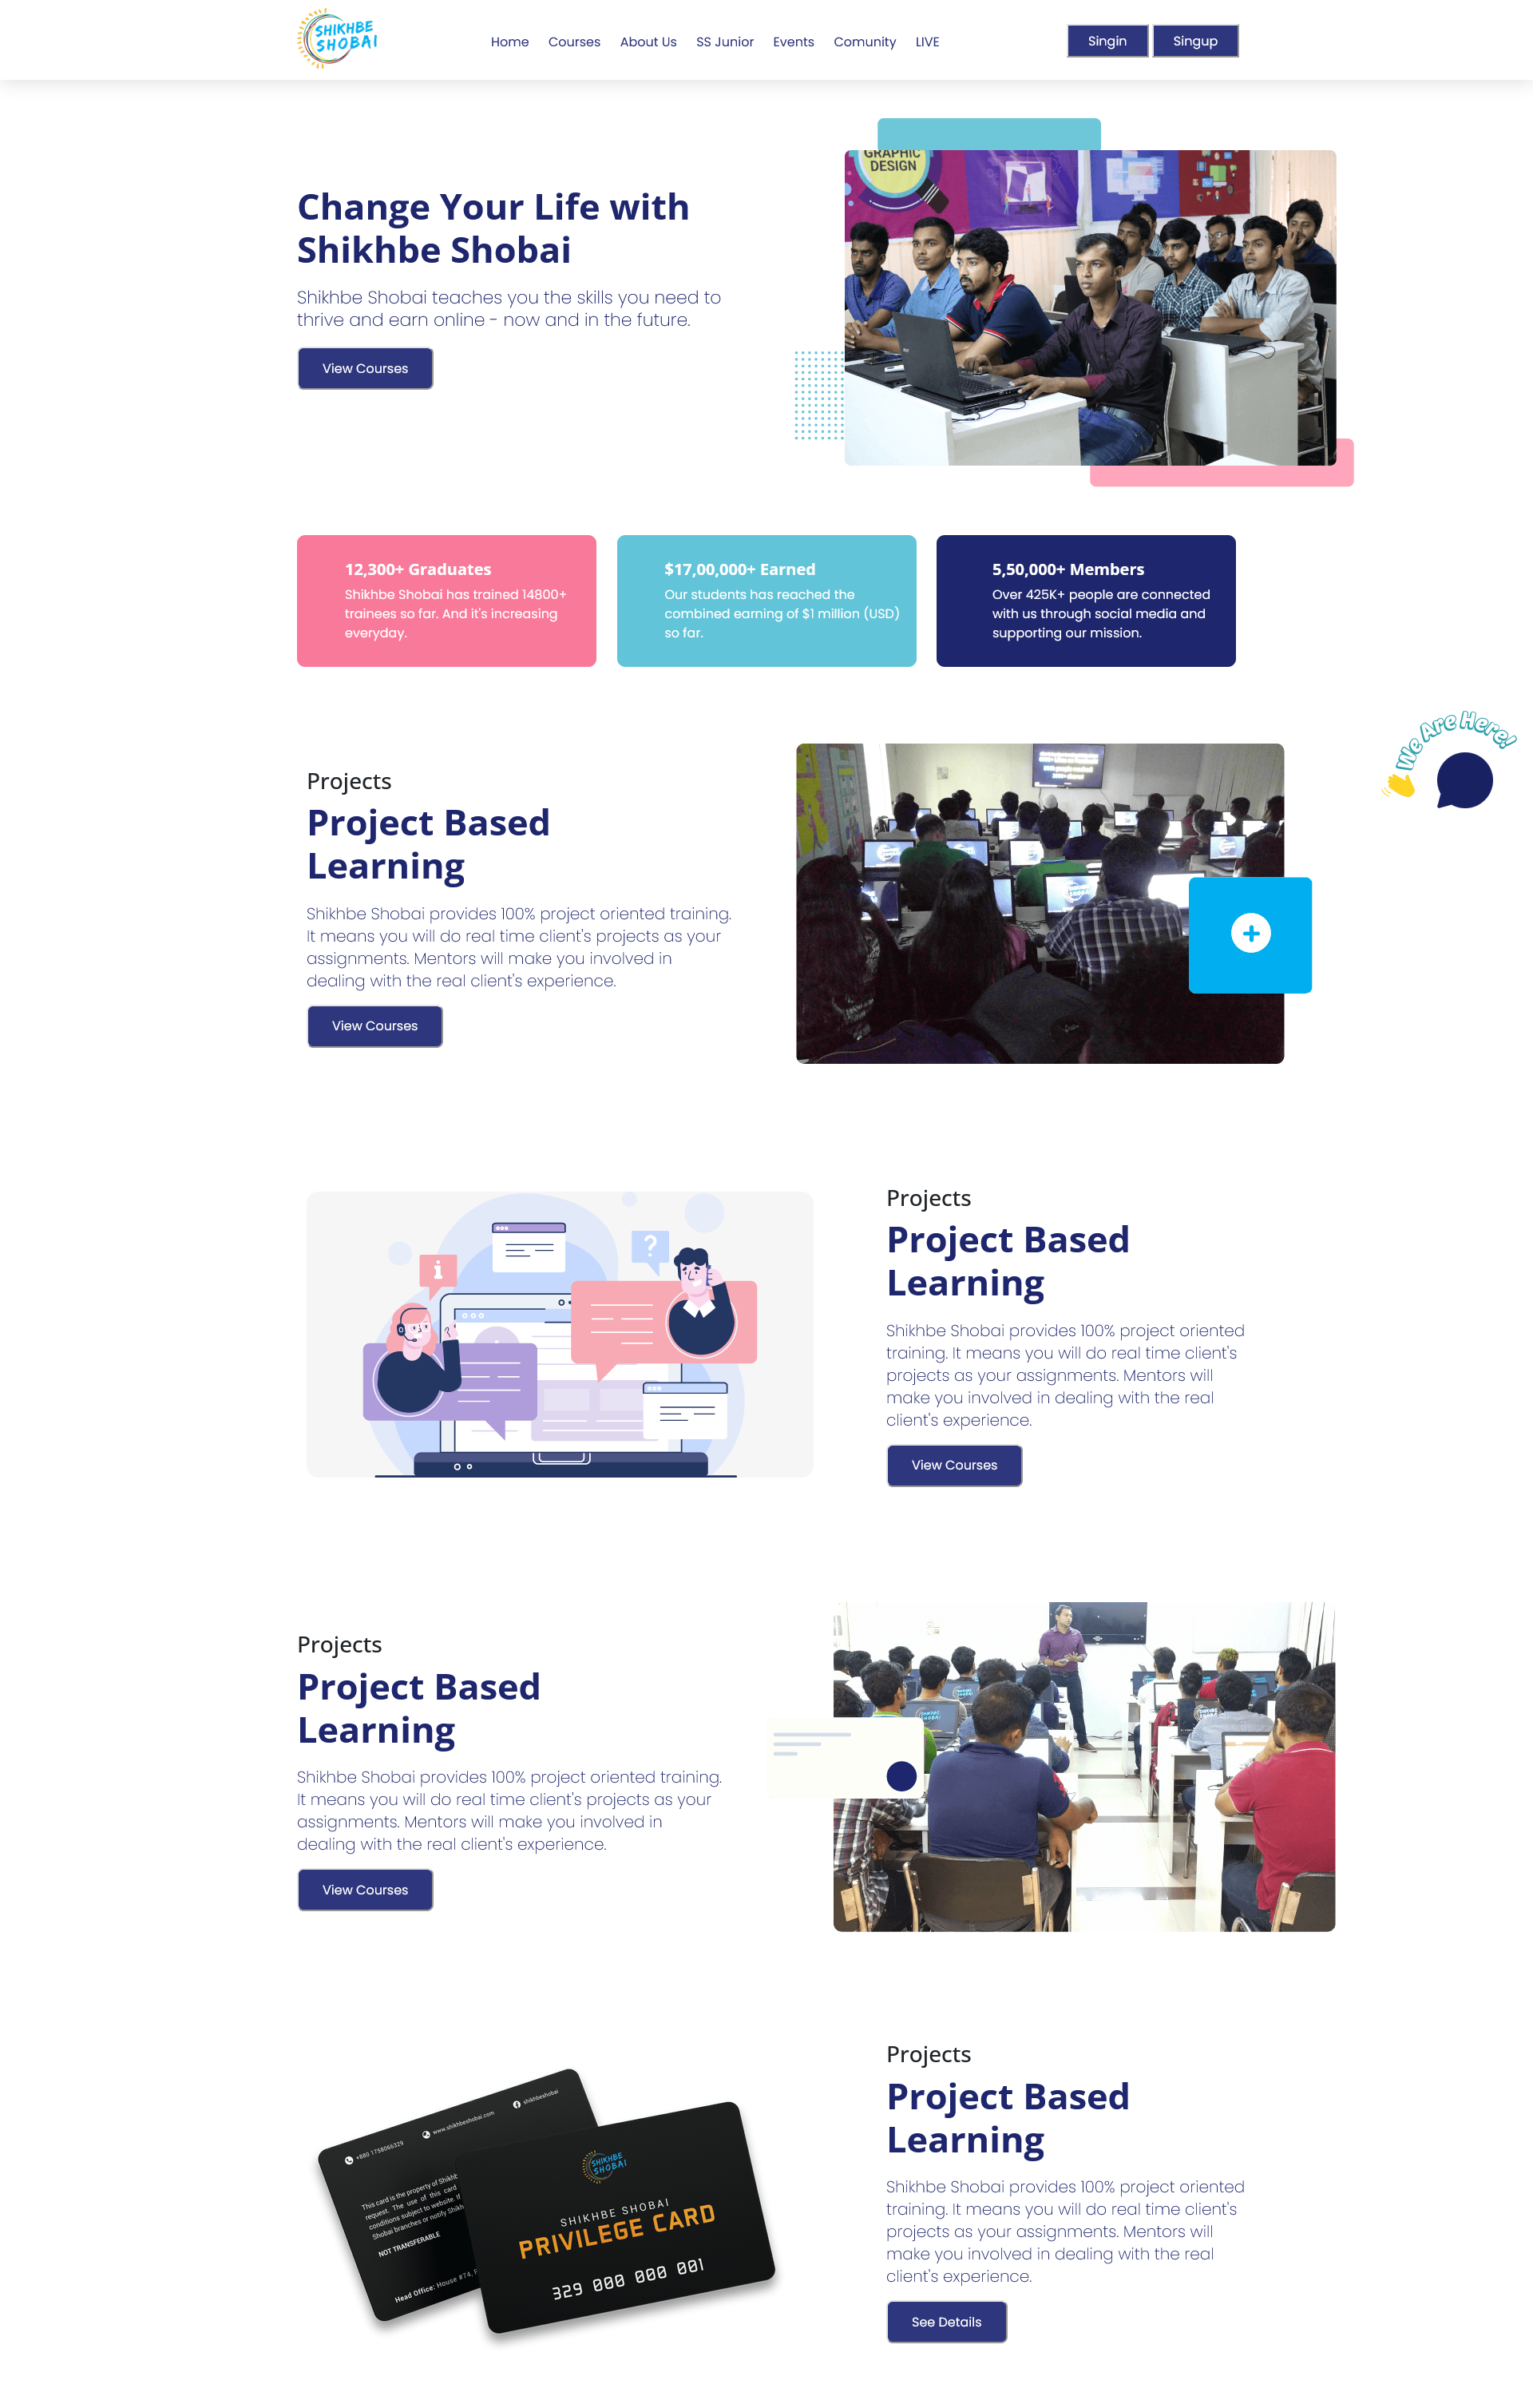 SHIKHBE
SHOBAI
Home Courses About Us SS Junior Events Comunity LIVE
Singin Singup
Change Your Life with
Shikhbe Shobai
Shikhbe Shobai teaches you the skills you need to
thrive and earn online - now and in the future.
View Courses
GRAPHIC
DESIGN
12,300+ Graduates
Shikhbe Shobai has trained 14800+
trainees so far. And it's increasing
everyday.
$17,00,000+ Earned
Our students has reached the
combined earning of $1 million (USD)
so far.
5,50,000+ Members
Over 425K+ people are connected
with us through social media and
supporting our mission.
We Are Here!
Projects
Project Based
Learning
Shikhbe Shobai provides 100% project oriented training.
It means you will do real time client's projects as your
assignments. Mentors will make you involved in
dealing with the real client's experience.
View Courses
Projects
Project Based
Learning
Shikhbe Shobai provides 100% project oriented
training. It means you will do real time client's
projects as your assignments. Mentors will
make you involved in dealing with the real
client's experience.
View Courses
Projects
Project Based
Learning
Shikhbe Shobai provides 100% project oriented training.
It means you will do real time client's projects as your
assignments. Mentors will make you involved in
dealing with the real client's experience.
View Courses
+880 1758066329 www.shikhbeshobai.com shikhbeshobai
This card is the property of Shikhb
request. The use of this card
conditions subject to website. If
Shobai branches or notify Shikh
NOT TRANSFERABLE
Head Office: House #74, F
SHIKHBE
SHOBAI
SHIKHBE SHOBAI
PRIVILEGE CARD
329 000 000 001
Projects
Project Based
Learning
Shikhbe Shobai provides 100% project oriented
training. It means you will do real time client's
projects as your assignments. Mentors will
make you involved in dealing with the real
client's experience.
See Details